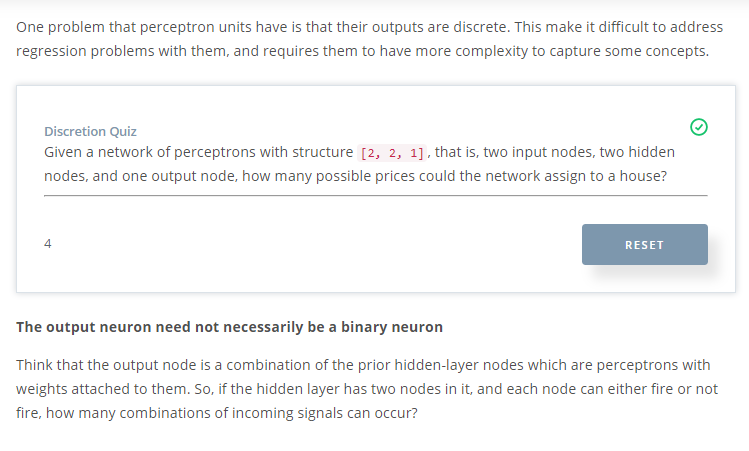 One problem that perceptron units have is that their outputs are discrete. This make it difficult to address
regression problems with them, and requires them to have more complexity to capture some concepts.
Discretion Quiz
Given a network of perceptrons with structure [2, 2, 1], that is, two input nodes, two hidden
nodes, and one output node, how many possible prices could the network assign to a house?
4
RESET
The output neuron need not necessarily be a binary neuron
Think that the output node is a combination of the prior hidden-layer nodes which are perceptrons with
weights attached to them. So, if the hidden layer has two nodes in it, and each node can either fire or not
fire, how many combinations of incoming signals can occur?